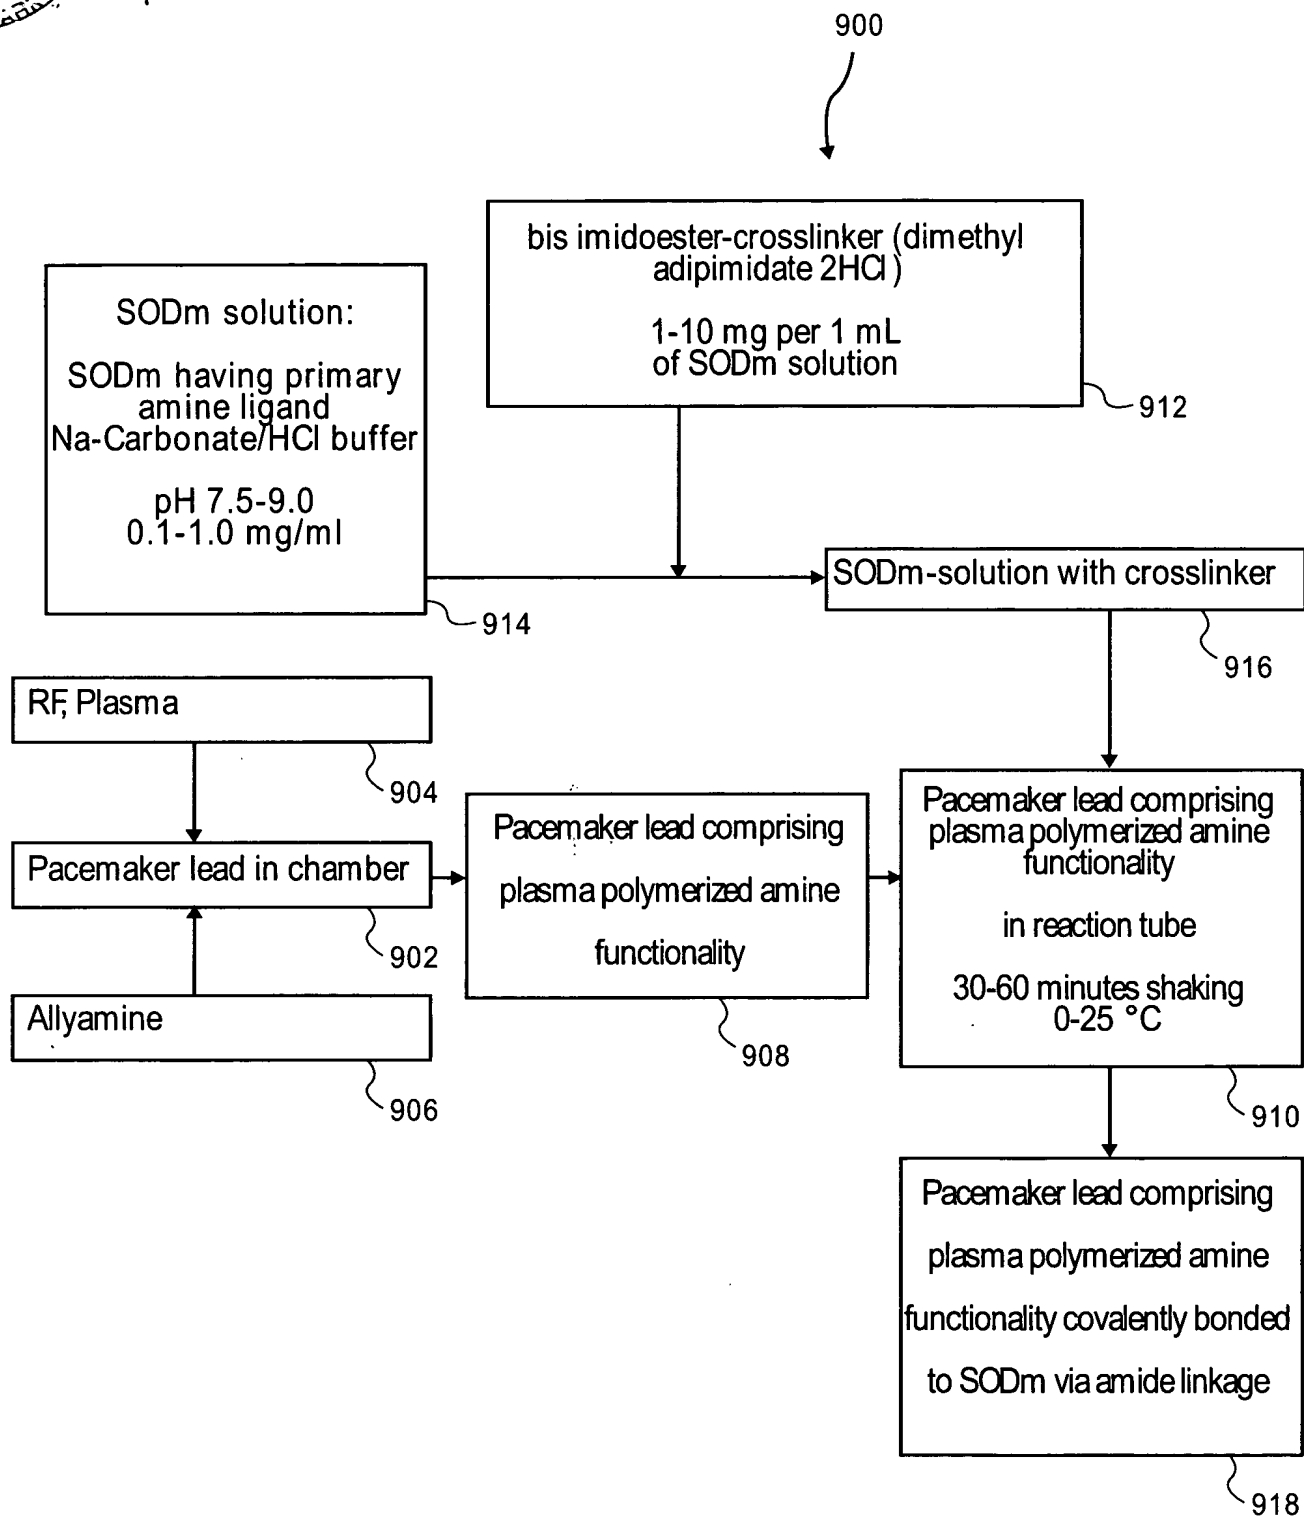 900
bis imidoester-crosslinker (dimethyl
adipimidate 2HCl)
1-10 mg per 1 mL
of SODm solution
912
SODm solution:
SODm having primary
amine ligand
Na-Carbonate/HCl buffer
pH 7.5-9.0
0.1-1.0 mg/ml
914
SODm-solution with crosslinker
916
RF, Plasma
904
Pacemaker lead in chamber
902
Allyamine
906
Pacemaker lead comprising
plasma polymerized amine
functionality
908
Pacemaker lead comprising
plasma polymerized amine
functionality
in reaction tube
30-60 minutes shaking
0-25 °C
910
Pacemaker lead comprising
plasma polymerized amine
functionality covalently bonded
to SODm via amide linkage
918